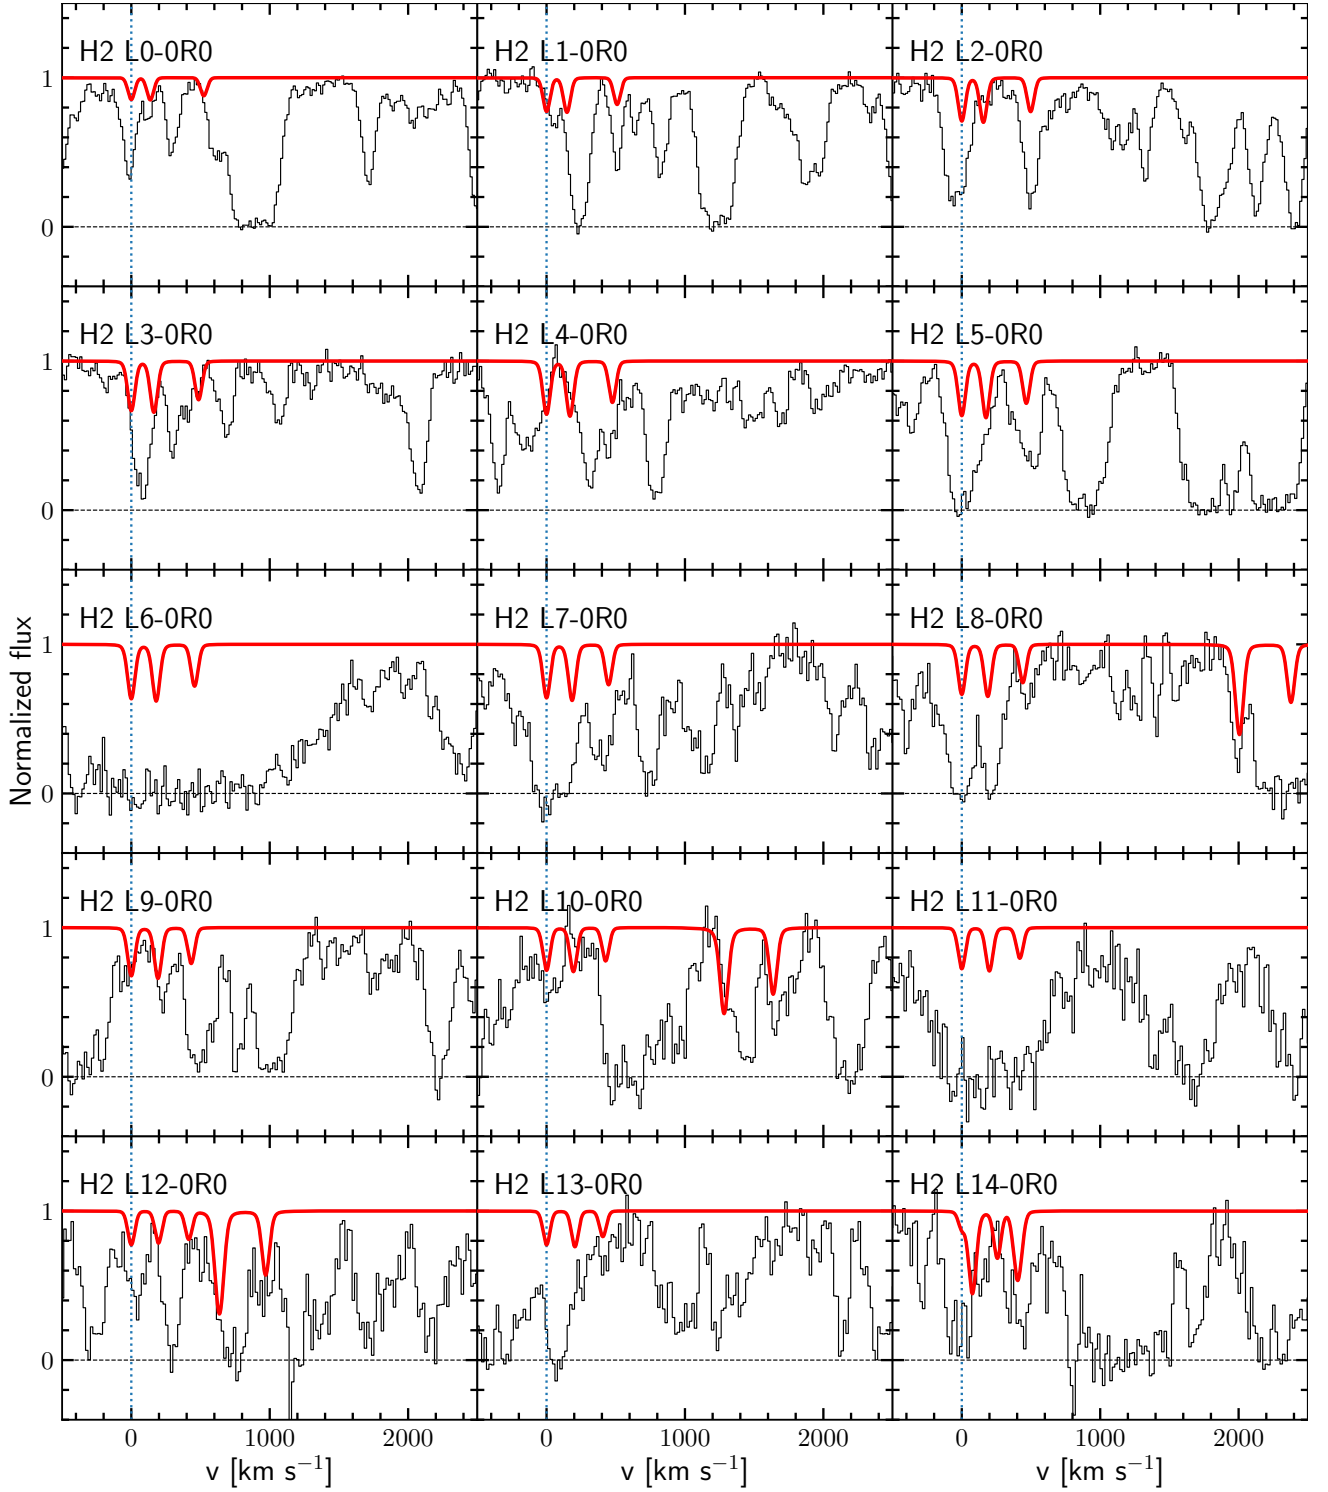 H2 L0-0R0 H2 L1-0R0 H2 L2-0R0
1
0
H2 L3-0R0 H2 L4-0R0 H2 L5-0R0
1
0
H2 L6-0R0 H2 L7-0R0 H2 L8-0R0
1
0
Normalized flux
H2 L9-0R0 H2 L10-0R0 H2 L11-0R0
1
0
H2 L12-0R0 H2 L13-0R0 H2 L14-0R0
1
0
0 1000 2000 0 1000 2000 0 1000 2000
v [km s⁻¹] v [km s⁻¹] v [km s⁻¹]